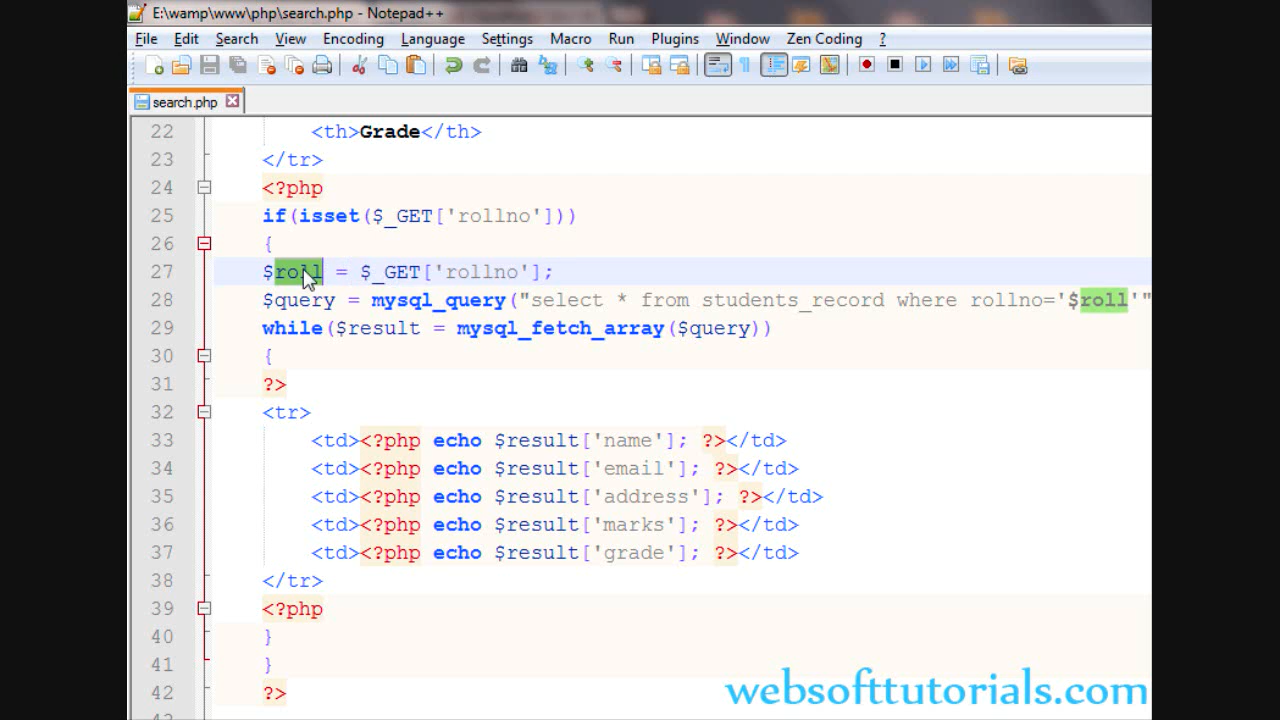 E:\wamp\www\php\search.php - Notepad++
File Edit Search View Encoding Language Settings Macro Run Plugins Window Zen Coding ?
search.php
22 <th>Grade</th>
23 </tr>
24 <?php
25 if(isset($_GET['rollno']))
26 {
27 $roll = $_GET['rollno'];
28 $query = mysql_query("select * from students_record where rollno='$roll'"
29 while($result = mysql_fetch_array($query))
30 {
31 ?>
32 <tr>
33 <td><?php echo $result['name']; ?></td>
34 <td><?php echo $result['email']; ?></td>
35 <td><?php echo $result['address']; ?></td>
36 <td><?php echo $result['marks']; ?></td>
37 <td><?php echo $result['grade']; ?></td>
38 </tr>
39 <?php
40 }
41 }
42 ?>
websofttutorials.com